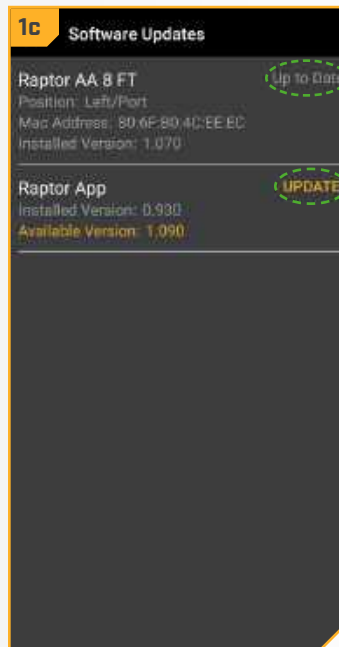 1c
Software Updates
Raptor AA 8 FT
Up to Date
Position: Left/Port
Mac Address: 80:6F:B0:4C:EE:EC
Installed Version: 1.070
Raptor App
UPDATE
Installed Version: 0.930
Available Version: 1.090